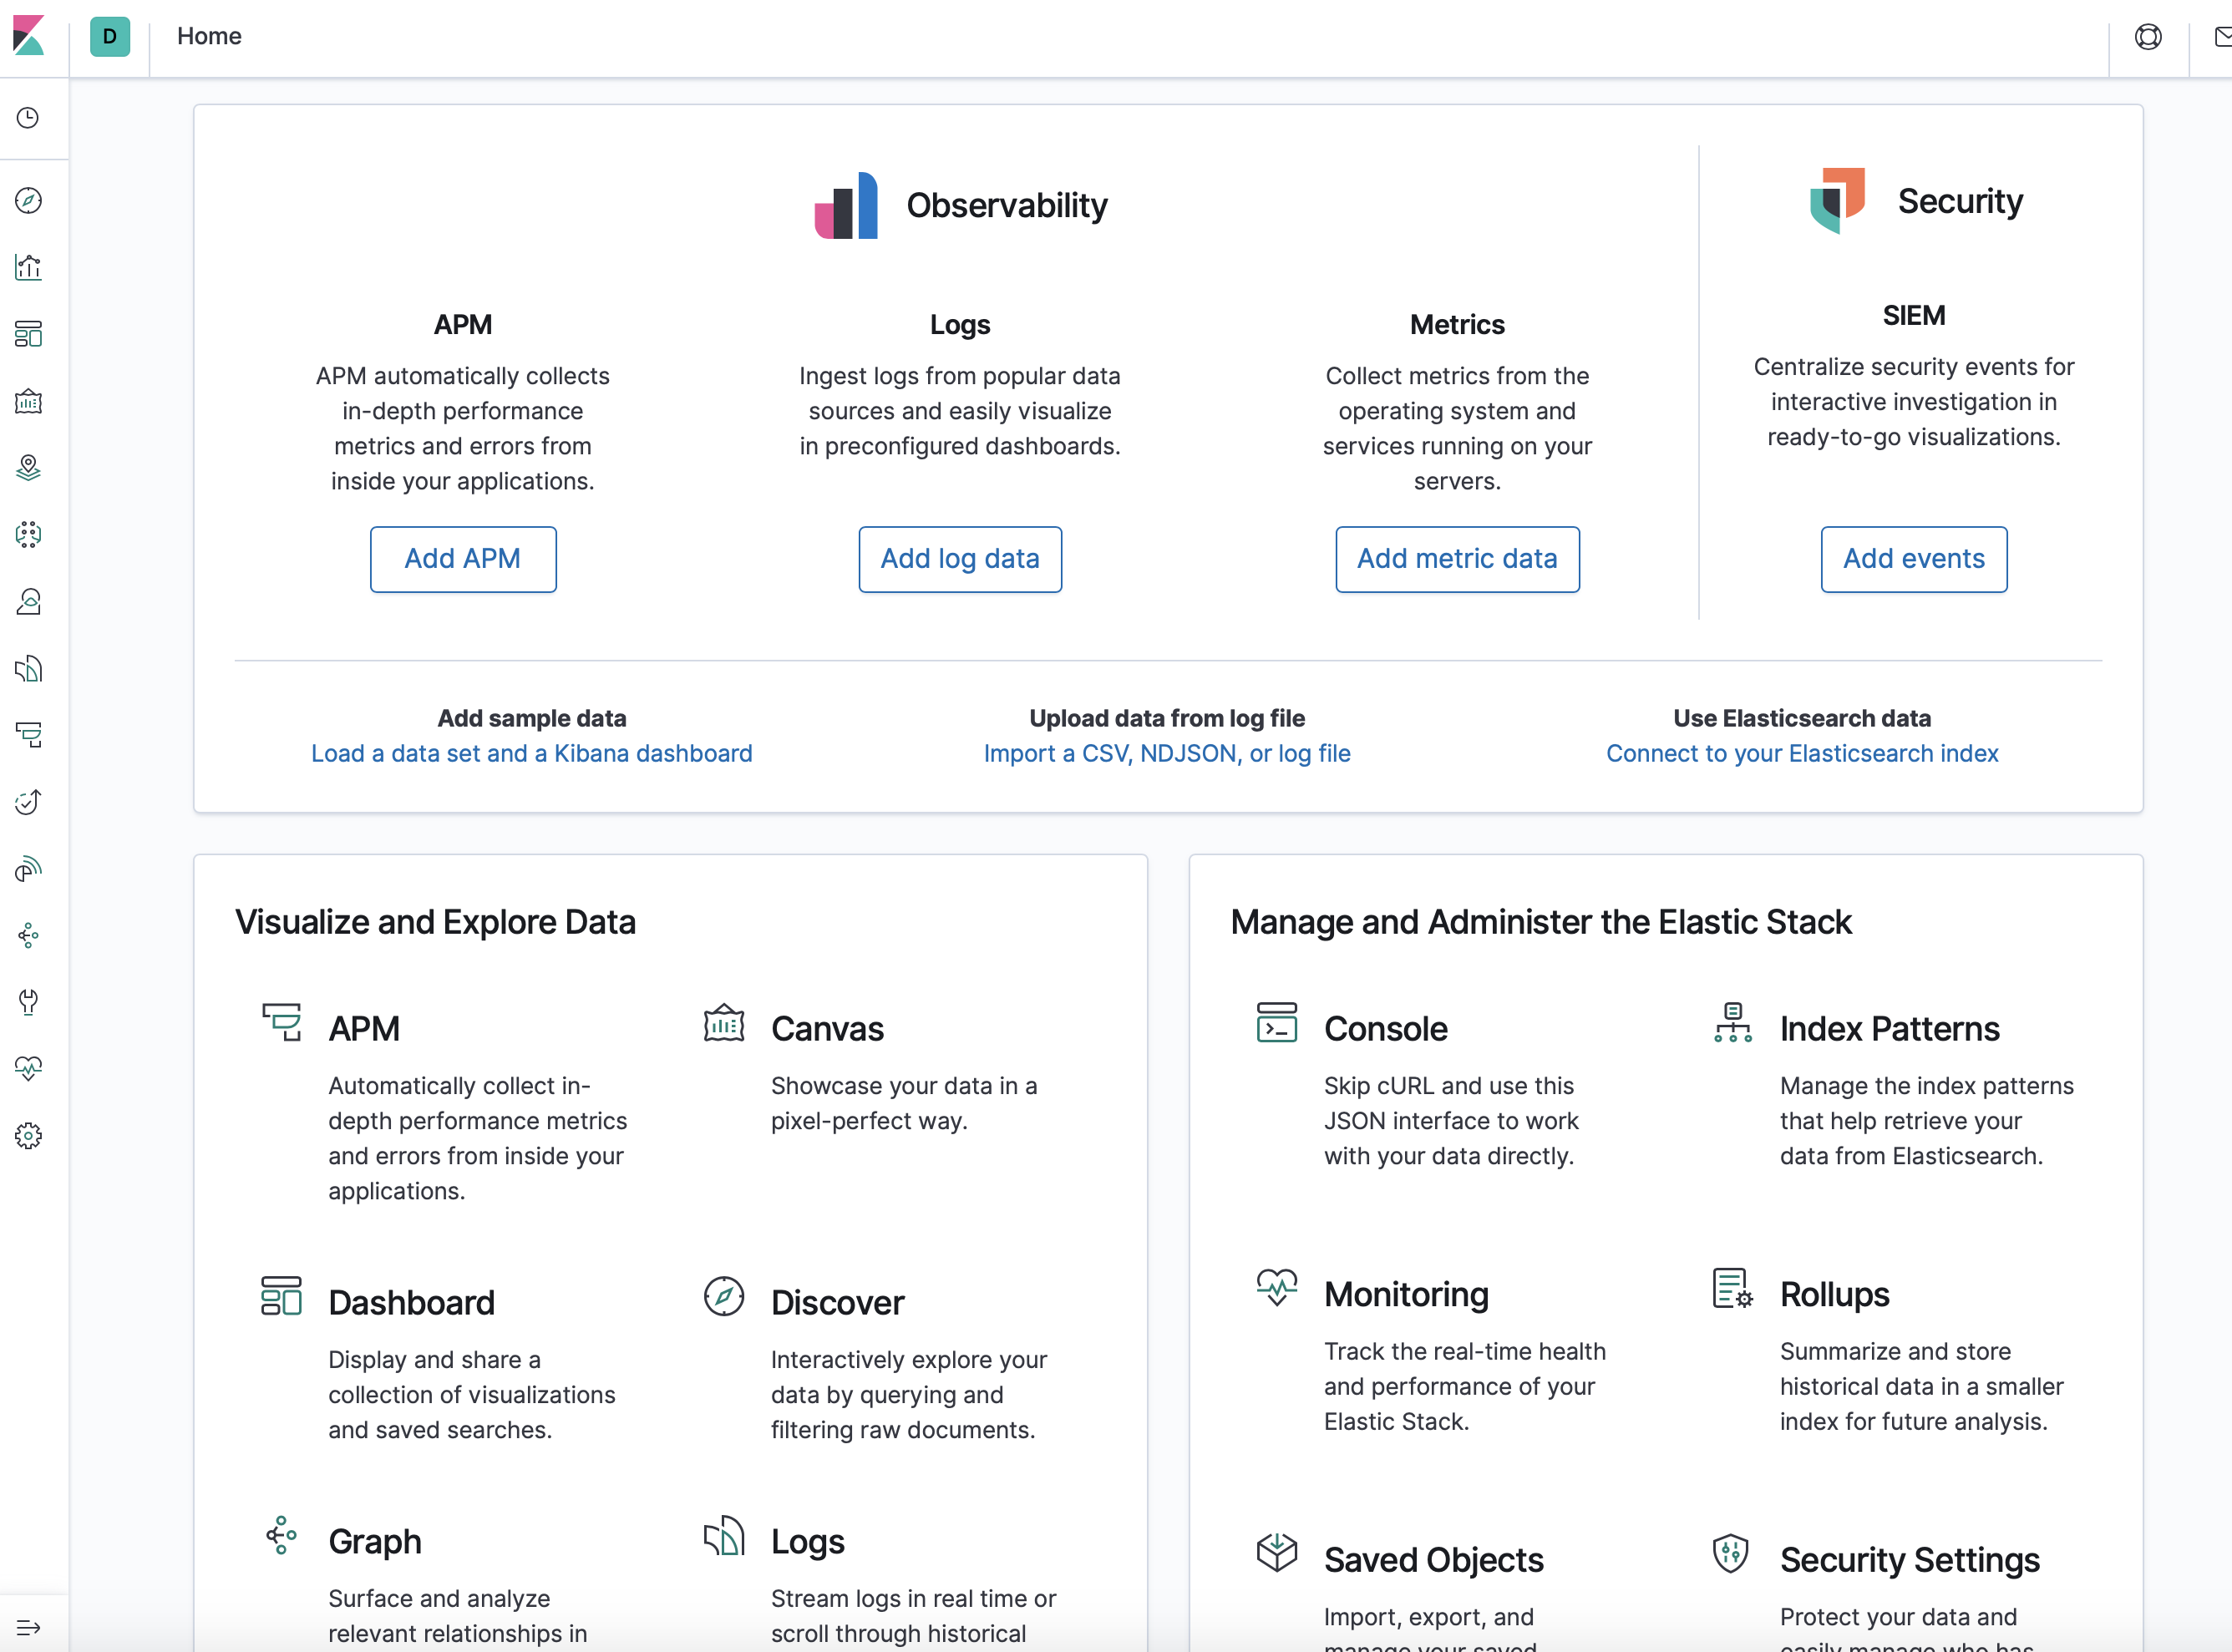 D
Home
Observability
Security
APM
APM automatically collects
in-depth performance
metrics and errors from
inside your applications.
Add APM
Logs
Ingest logs from popular data
sources and easily visualize
in preconfigured dashboards.
Add log data
Metrics
Collect metrics from the
operating system and
services running on your
servers.
Add metric data
SIEM
Centralize security events for
interactive investigation in
ready-to-go visualizations.
Add events
Add sample data
Load a data set and a Kibana dashboard
Upload data from log file
Import a CSV, NDJSON, or log file
Use Elasticsearch data
Connect to your Elasticsearch index
Visualize and Explore Data
APM
Automatically collect in-
depth performance metrics
and errors from inside your
applications.
Canvas
Showcase your data in a
pixel-perfect way.
Dashboard
Display and share a
collection of visualizations
and saved searches.
Discover
Interactively explore your
data by querying and
filtering raw documents.
Graph
Surface and analyze
relevant relationships in
Logs
Stream logs in real time or
scroll through historical
Manage and Administer the Elastic Stack
Console
Skip cURL and use this
JSON interface to work
with your data directly.
Index Patterns
Manage the index patterns
that help retrieve your
data from Elasticsearch.
Monitoring
Track the real-time health
and performance of your
Elastic Stack.
Rollups
Summarize and store
historical data in a smaller
index for future analysis.
Saved Objects
Import, export, and
manage your saved
Security Settings
Protect your data and
easily manage who has